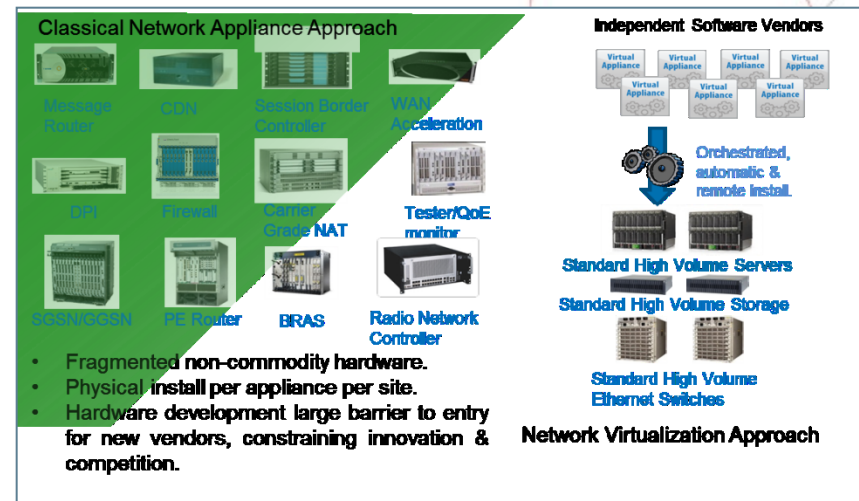 Classical Network Appliance Approach
Message
Router
CDN
Session Border
Controller
WAN
Acceleration
DPI
Firewall
Carrier
Grade NAT
Tester/QoE
monitor
SGSN/GGSN
PE Router
BRAS
Radio Network
Controller
• Fragmented non-commodity hardware.
• Physical install per appliance per site.
• Hardware development large barrier to entry
for new vendors, constraining innovation &
competition.
Independent Software Vendors
Virtual
Appliance
Virtual
Appliance
Virtual
Appliance
Virtual
Appliance
Virtual
Appliance
Virtual
Appliance
Virtual
Appliance
Orchestrated,
automatic &
remote install.
Standard High Volume Servers
Standard High Volume Storage
Standard High Volume
Ethernet Switches
Network Virtualization Approach